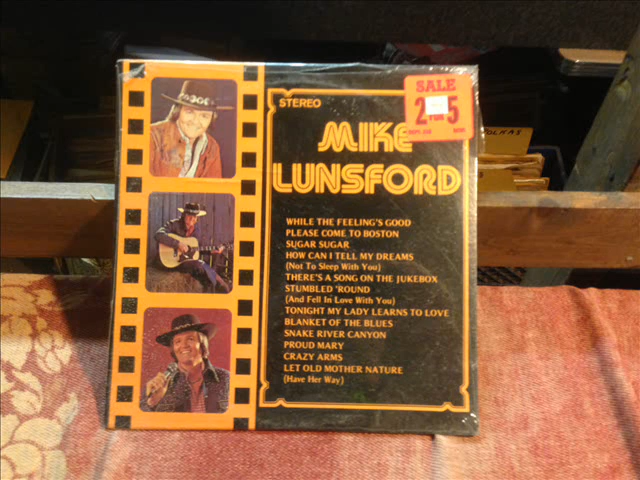 STEREO
SALE
2 5
MIKE
LUNSFORD
WHILE THE FEELING'S GOOD
PLEASE COME TO BOSTON
SUGAR SUGAR
HOW CAN I TELL MY DREAMS
(Not To Sleep With You)
THERE'S A SONG ON THE JUKEBOX
STUMBLED 'ROUND
(And Fell In Love With You)
TONIGHT MY LADY LEARNS TO LOVE
BLANKET OF THE BLUES
SNAKE RIVER CANYON
PROUD MARY
CRAZY ARMS
LET OLD MOTHER NATURE
(Have Her Way)